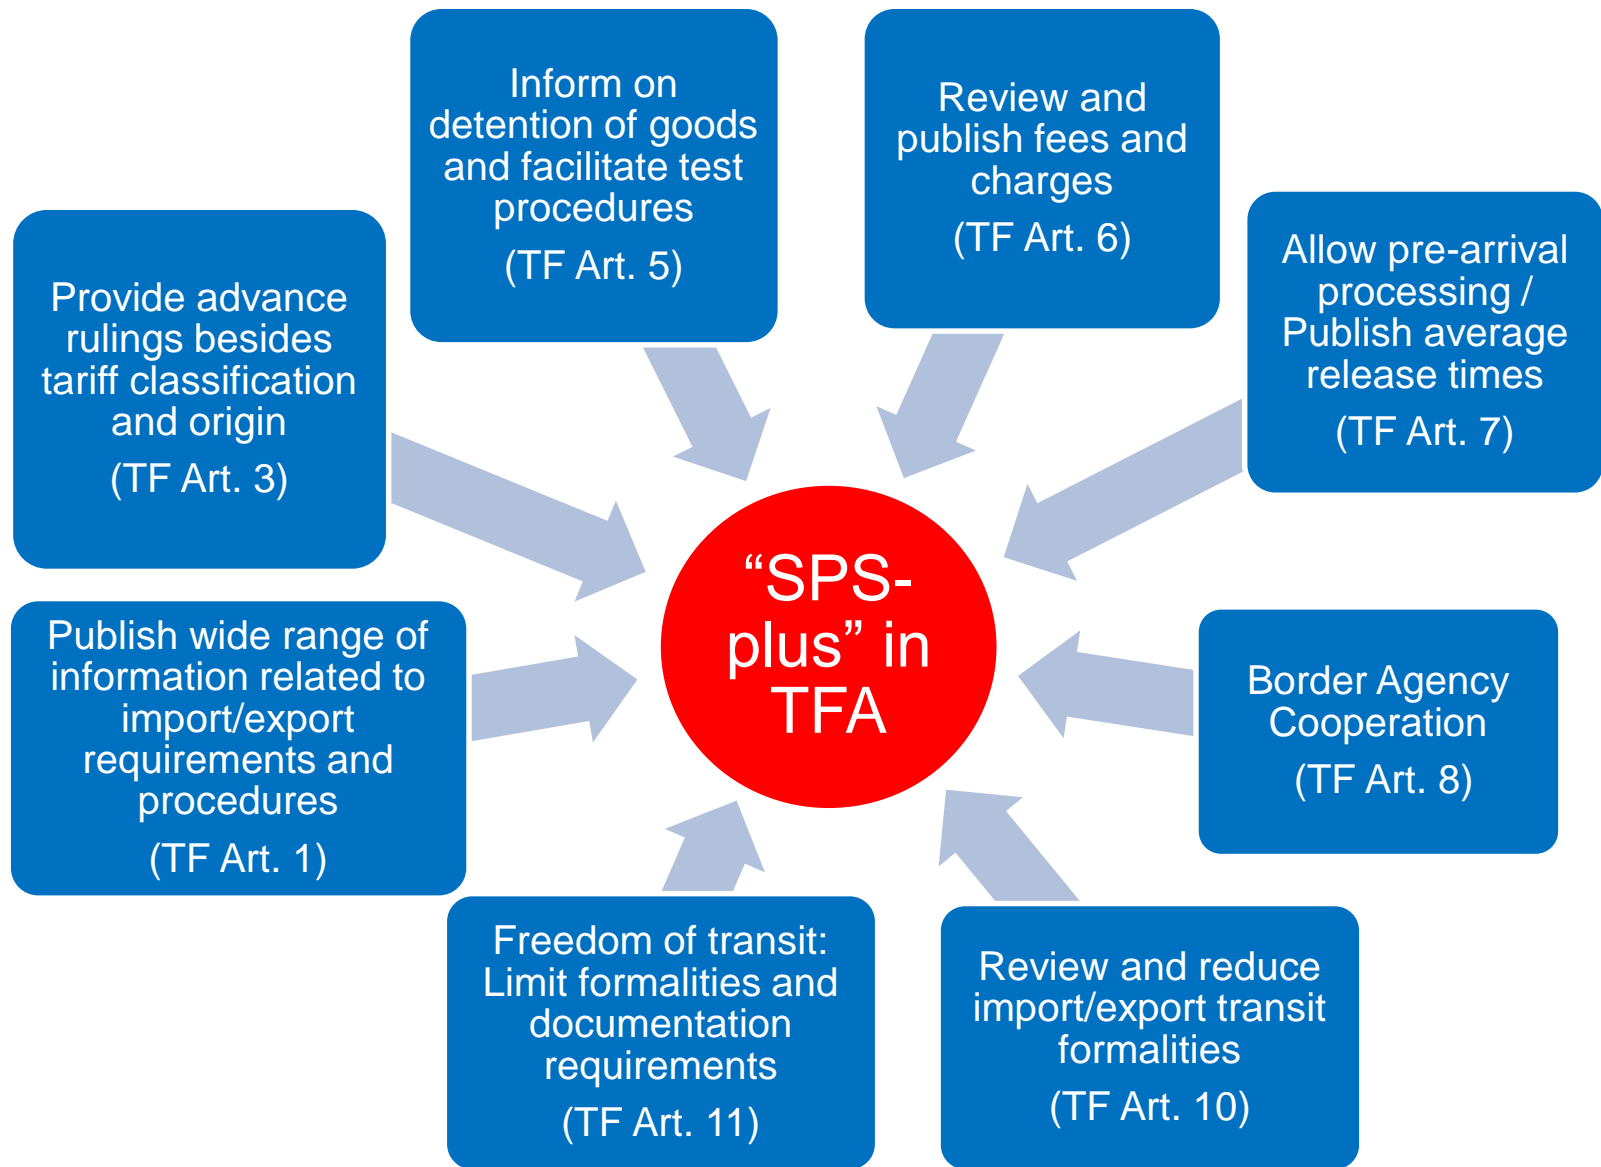 Inform on
detention of goods
and facilitate test
procedures
(TF Art. 5)
Review and
publish fees and
charges
(TF Art. 6)
Provide advance
rulings besides
tariff classification
and origin
(TF Art. 3)
Allow pre-arrival
processing /
Publish average
release times
(TF Art. 7)
“SPS-
plus” in
TFA
Publish wide range of
information related to
import/export
requirements and
procedures
(TF Art. 1)
Border Agency
Cooperation
(TF Art. 8)
Freedom of transit:
Limit formalities and
documentation
requirements
(TF Art. 11)
Review and reduce
import/export transit
formalities
(TF Art. 10)